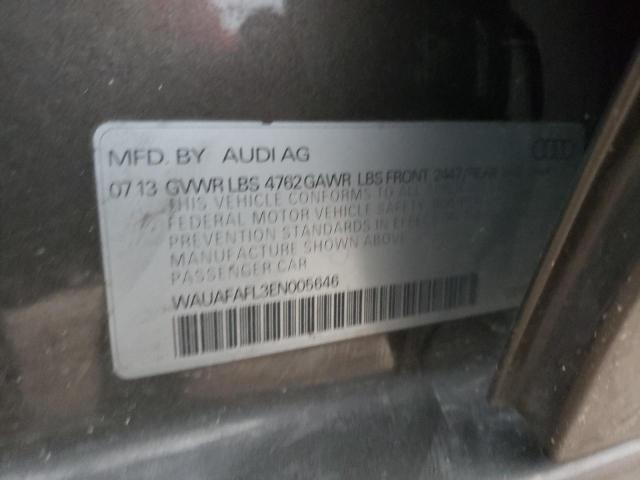 MFD. BY AUDI AG
07 13 GVWR LBS 4762 GAWR LBS FRONT 2447/REAR
THIS VEHICLE CONFORMS TO ALL
FEDERAL MOTOR VEHICLE SAFETY
PREVENTION STANDARDS IN EFFECT
MANUFACTURE SHOWN ABOVE
PASSENGER CAR
WAUAFAFL3EN005646